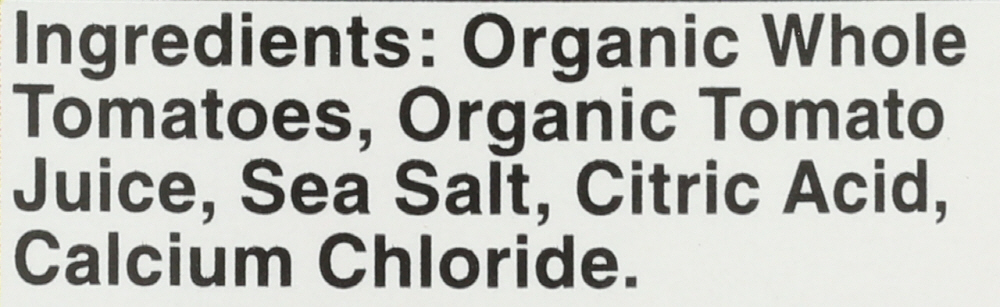 Ingredients: Organic Whole
Tomatoes, Organic Tomato
Juice, Sea Salt, Citric Acid,
Calcium Chloride.